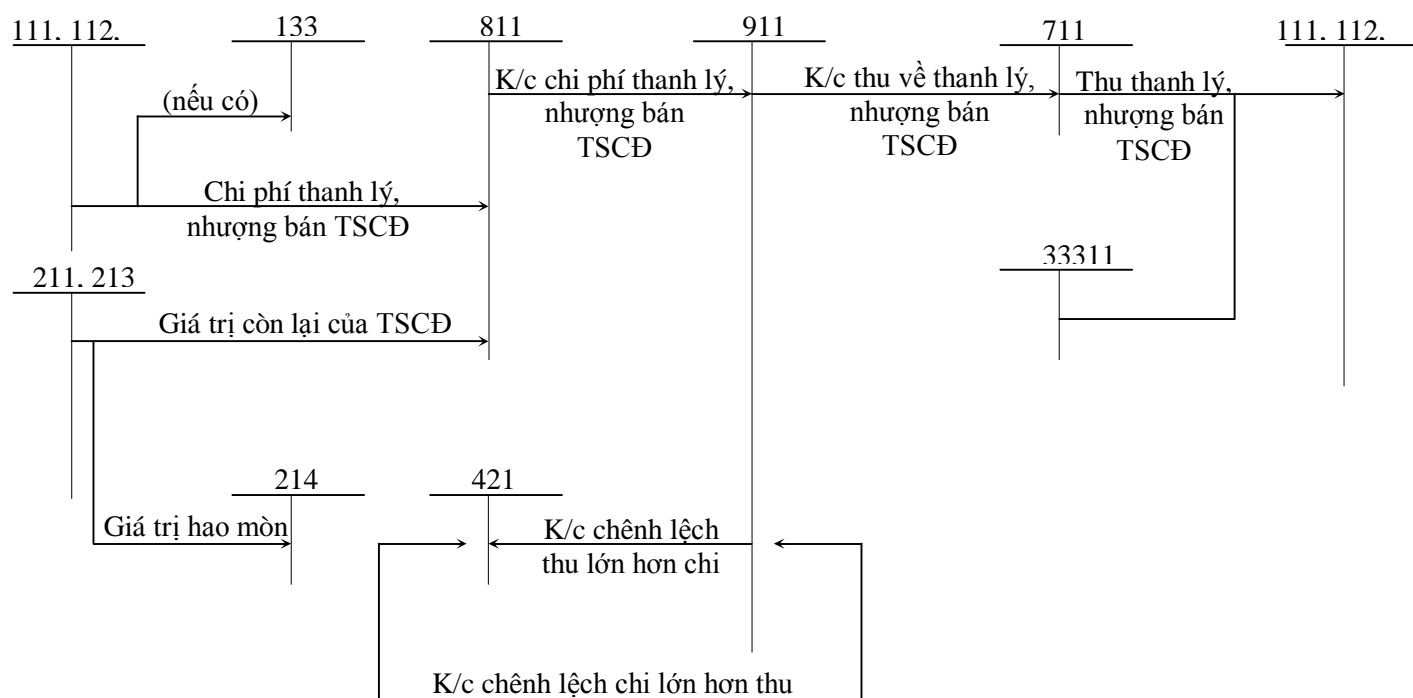 111, 112,
133
811
911
711
111, 112,
(nếu có)
K/c chi phí thanh lý,
nhượng bán
TSCĐ
K/c thu về thanh lý,
nhượng bán
TSCĐ
Thu thanh lý,
nhượng bán
TSCĐ
Chi phí thanh lý,
nhượng bán TSCĐ
211, 213
33311
Giá trị còn lại của TSCĐ
214
421
Giá trị hao mòn
K/c chênh lệch
thu lớn hơn chi
K/c chênh lệch chi lớn hơn thu